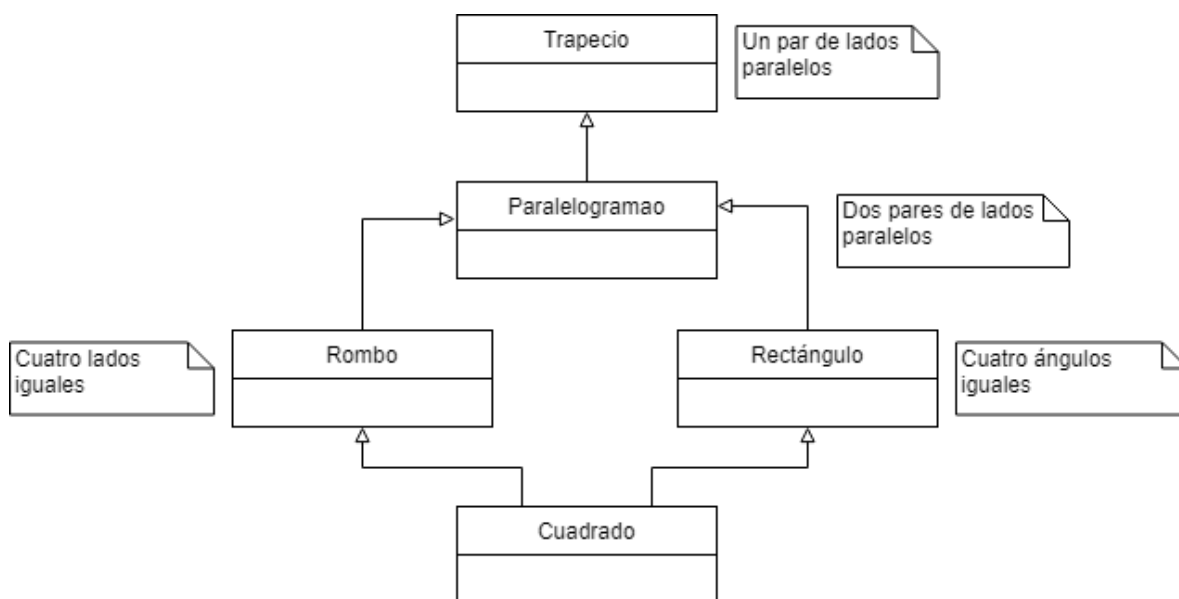 Trapecio
Un par de lados
paralelos
Paralelogramao
Dos pares de lados
paralelos
Cuatro lados
iguales
Rombo
Rectángulo
Cuatro ángulos
iguales
Cuadrado